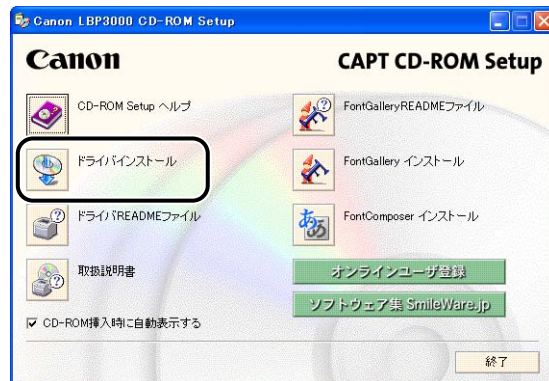 Canon LBP3000 CD-ROM Setup
Canon
CAPT CD-ROM Setup
CD-ROM Setup ヘルプ
ドライバインストール
ドライバREADMEファイル
取扱説明書
CD-ROM挿入時に自動表示する
FontGalleryREADMEファイル
FontGallery インストール
FontComposer インストール
オンラインユーザ登録
ソフトウェア集 SmileWare.jp
終了